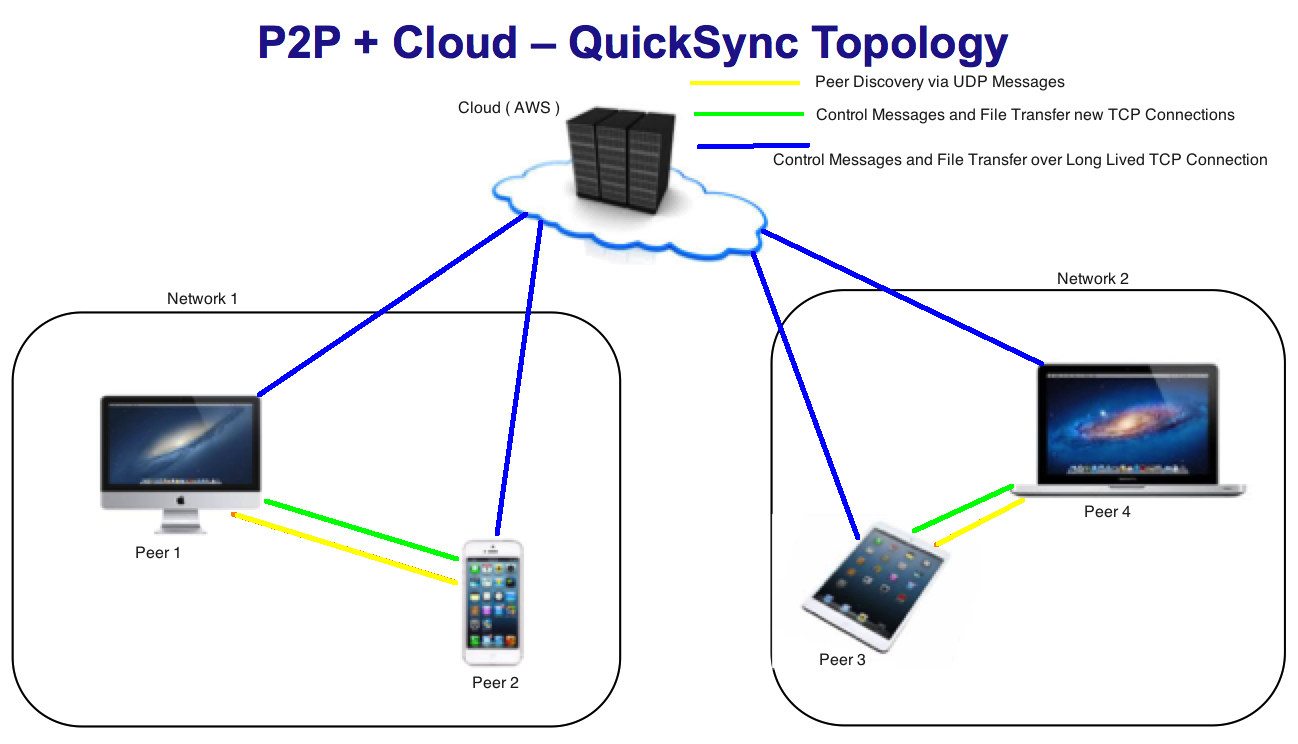 P2P + Cloud – QuickSync Topology
Peer Discovery via UDP Messages
Cloud ( AWS )
Control Messages and File Transfer new TCP Connections
Control Messages and File Transfer over Long Lived TCP Connection
Network 2
Network 1
Peer 4
Peer 1
Peer 3
Peer 2